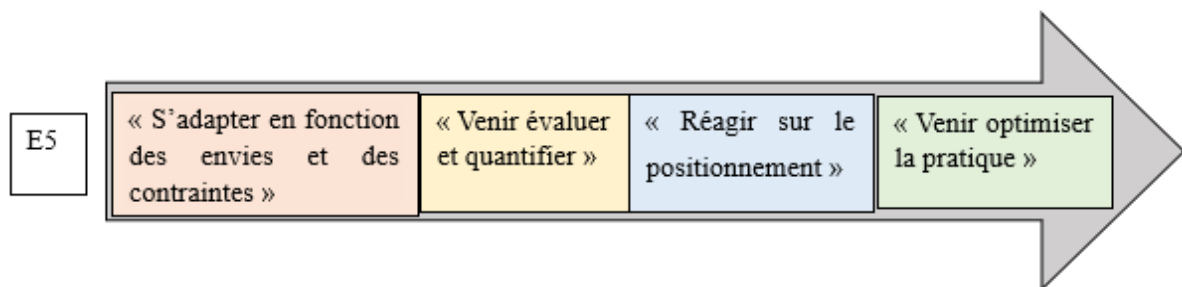 E5
« S’adapter en fonction
des envies et des
contraintes »
« Venir évaluer
et quantifier »
« Réagir sur le
positionnement »
« Venir optimiser
la pratique »